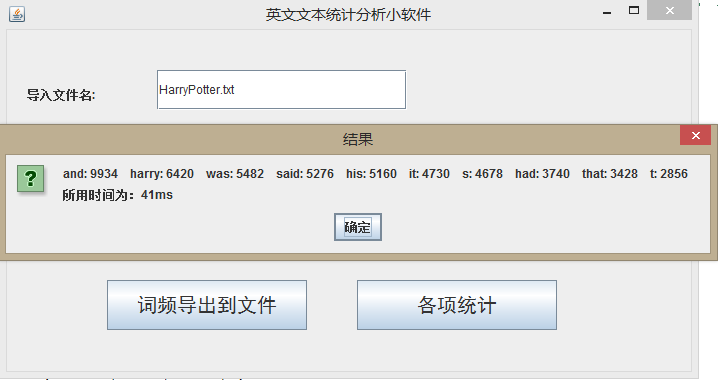 英文文本统计分析小软件
导入文件名:
HarryPotter.txt
结果
and: 9934 harry: 6420 was: 5482 said: 5276 his: 5160 it: 4730 s: 4678 had: 3740 that: 3428 t: 2856
所用时间为：41ms
确定
词频导出到文件
各项统计